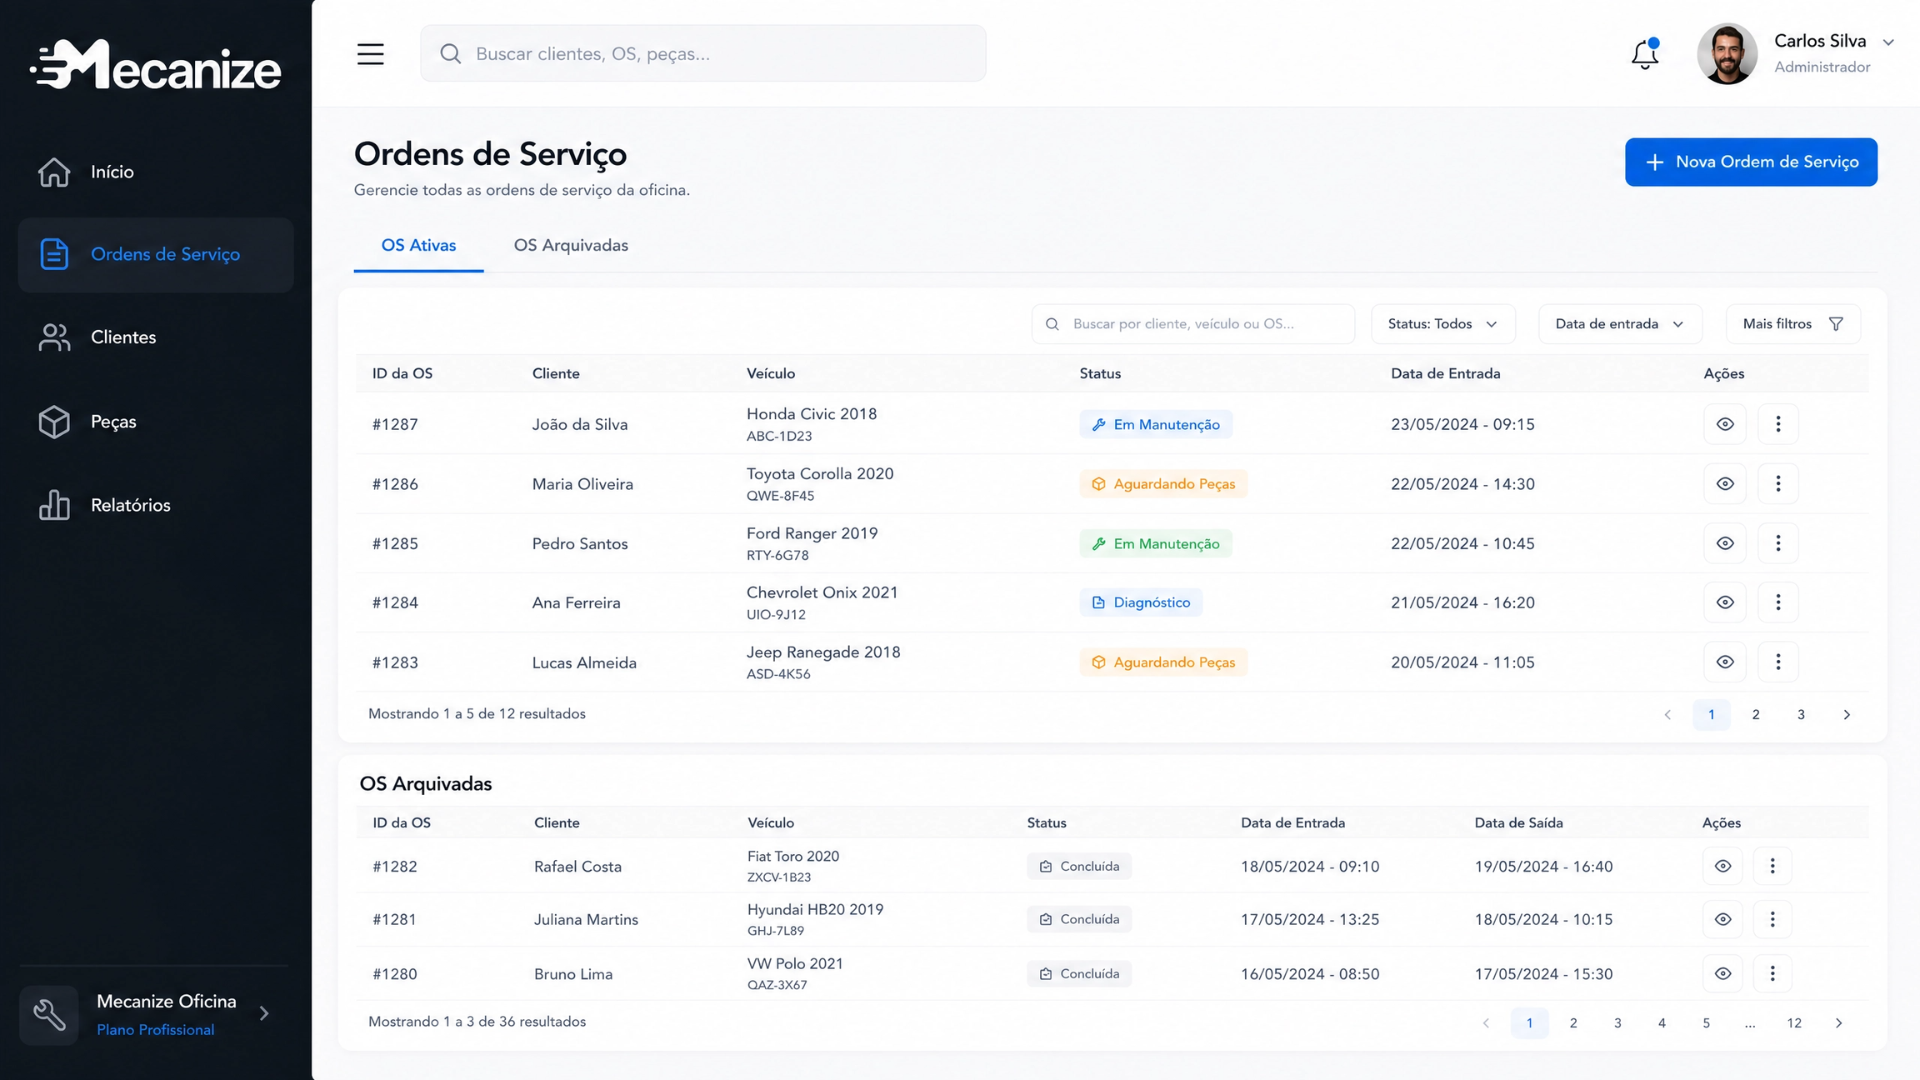 Mecanize
Início
Ordens de Serviço
Clientes
Peças
Relatórios
Mecanize Oficina
Plano Profissional
Buscar clientes, OS, peças...
Carlos Silva
Administrador
Ordens de Serviço
Gerencie todas as ordens de serviço da oficina.
+ Nova Ordem de Serviço
OS Ativas OS Arquivadas
Buscar por cliente, veículo ou OS... Status: Todos Data de entrada Mais filtros
ID da OS Cliente Veículo Status Data de Entrada Ações
#1287 João da Silva Honda Civic 2018 Em Manutenção 23/05/2024 - 09:15
ABC-1D23
#1286 Maria Oliveira Toyota Corolla 2020 Aguardando Peças 22/05/2024 - 14:30
QWE-8F45
#1285 Pedro Santos Ford Ranger 2019 Em Manutenção 22/05/2024 - 10:45
RTY-6G78
#1284 Ana Ferreira Chevrolet Onix 2021 Diagnóstico 21/05/2024 - 16:20
UIO-9J12
#1283 Lucas Almeida Jeep Ranegade 2018 Aguardando Peças 20/05/2024 - 11:05
ASD-4K56
Mostrando 1 a 5 de 12 resultados < 1 2 3 >
OS Arquivadas
ID da OS Cliente Veículo Status Data de Entrada Data de Saída Ações
#1282 Rafael Costa Fiat Toro 2020 Concluída 18/05/2024 - 09:10 19/05/2024 - 16:40
ZXCV-1B23
#1281 Juliana Martins Hyundai HB20 2019 Concluída 17/05/2024 - 13:25 18/05/2024 - 10:15
GHJ-7L89
#1280 Bruno Lima VW Polo 2021 Concluída 16/05/2024 - 08:50 17/05/2024 - 15:30
QAZ-3X67
Mostrando 1 a 3 de 36 resultados < 1 2 3 4 5 ... 12 >